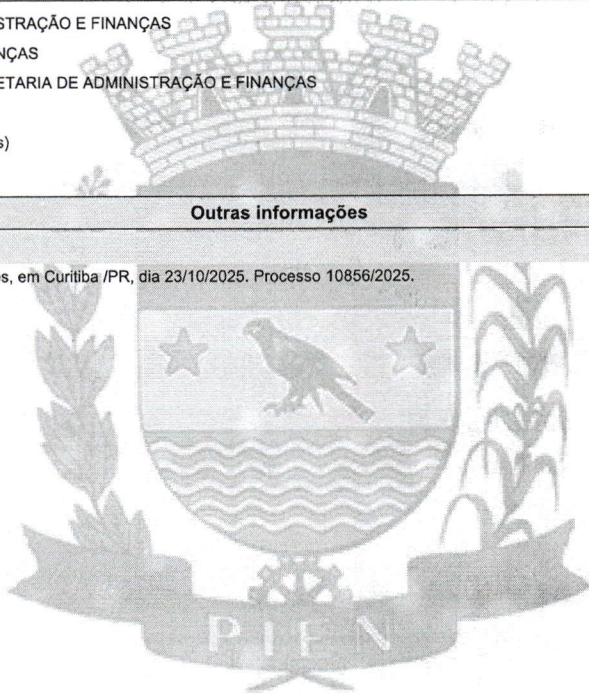 STRAÇÃO E FINANÇAS
NÇAS
ETARIA DE ADMINISTRAÇÃO E FINANÇAS
s)
Outras informações
es, em Curitiba /PR, dia 23/10/2025. Processo 10856/2025.
PIEN